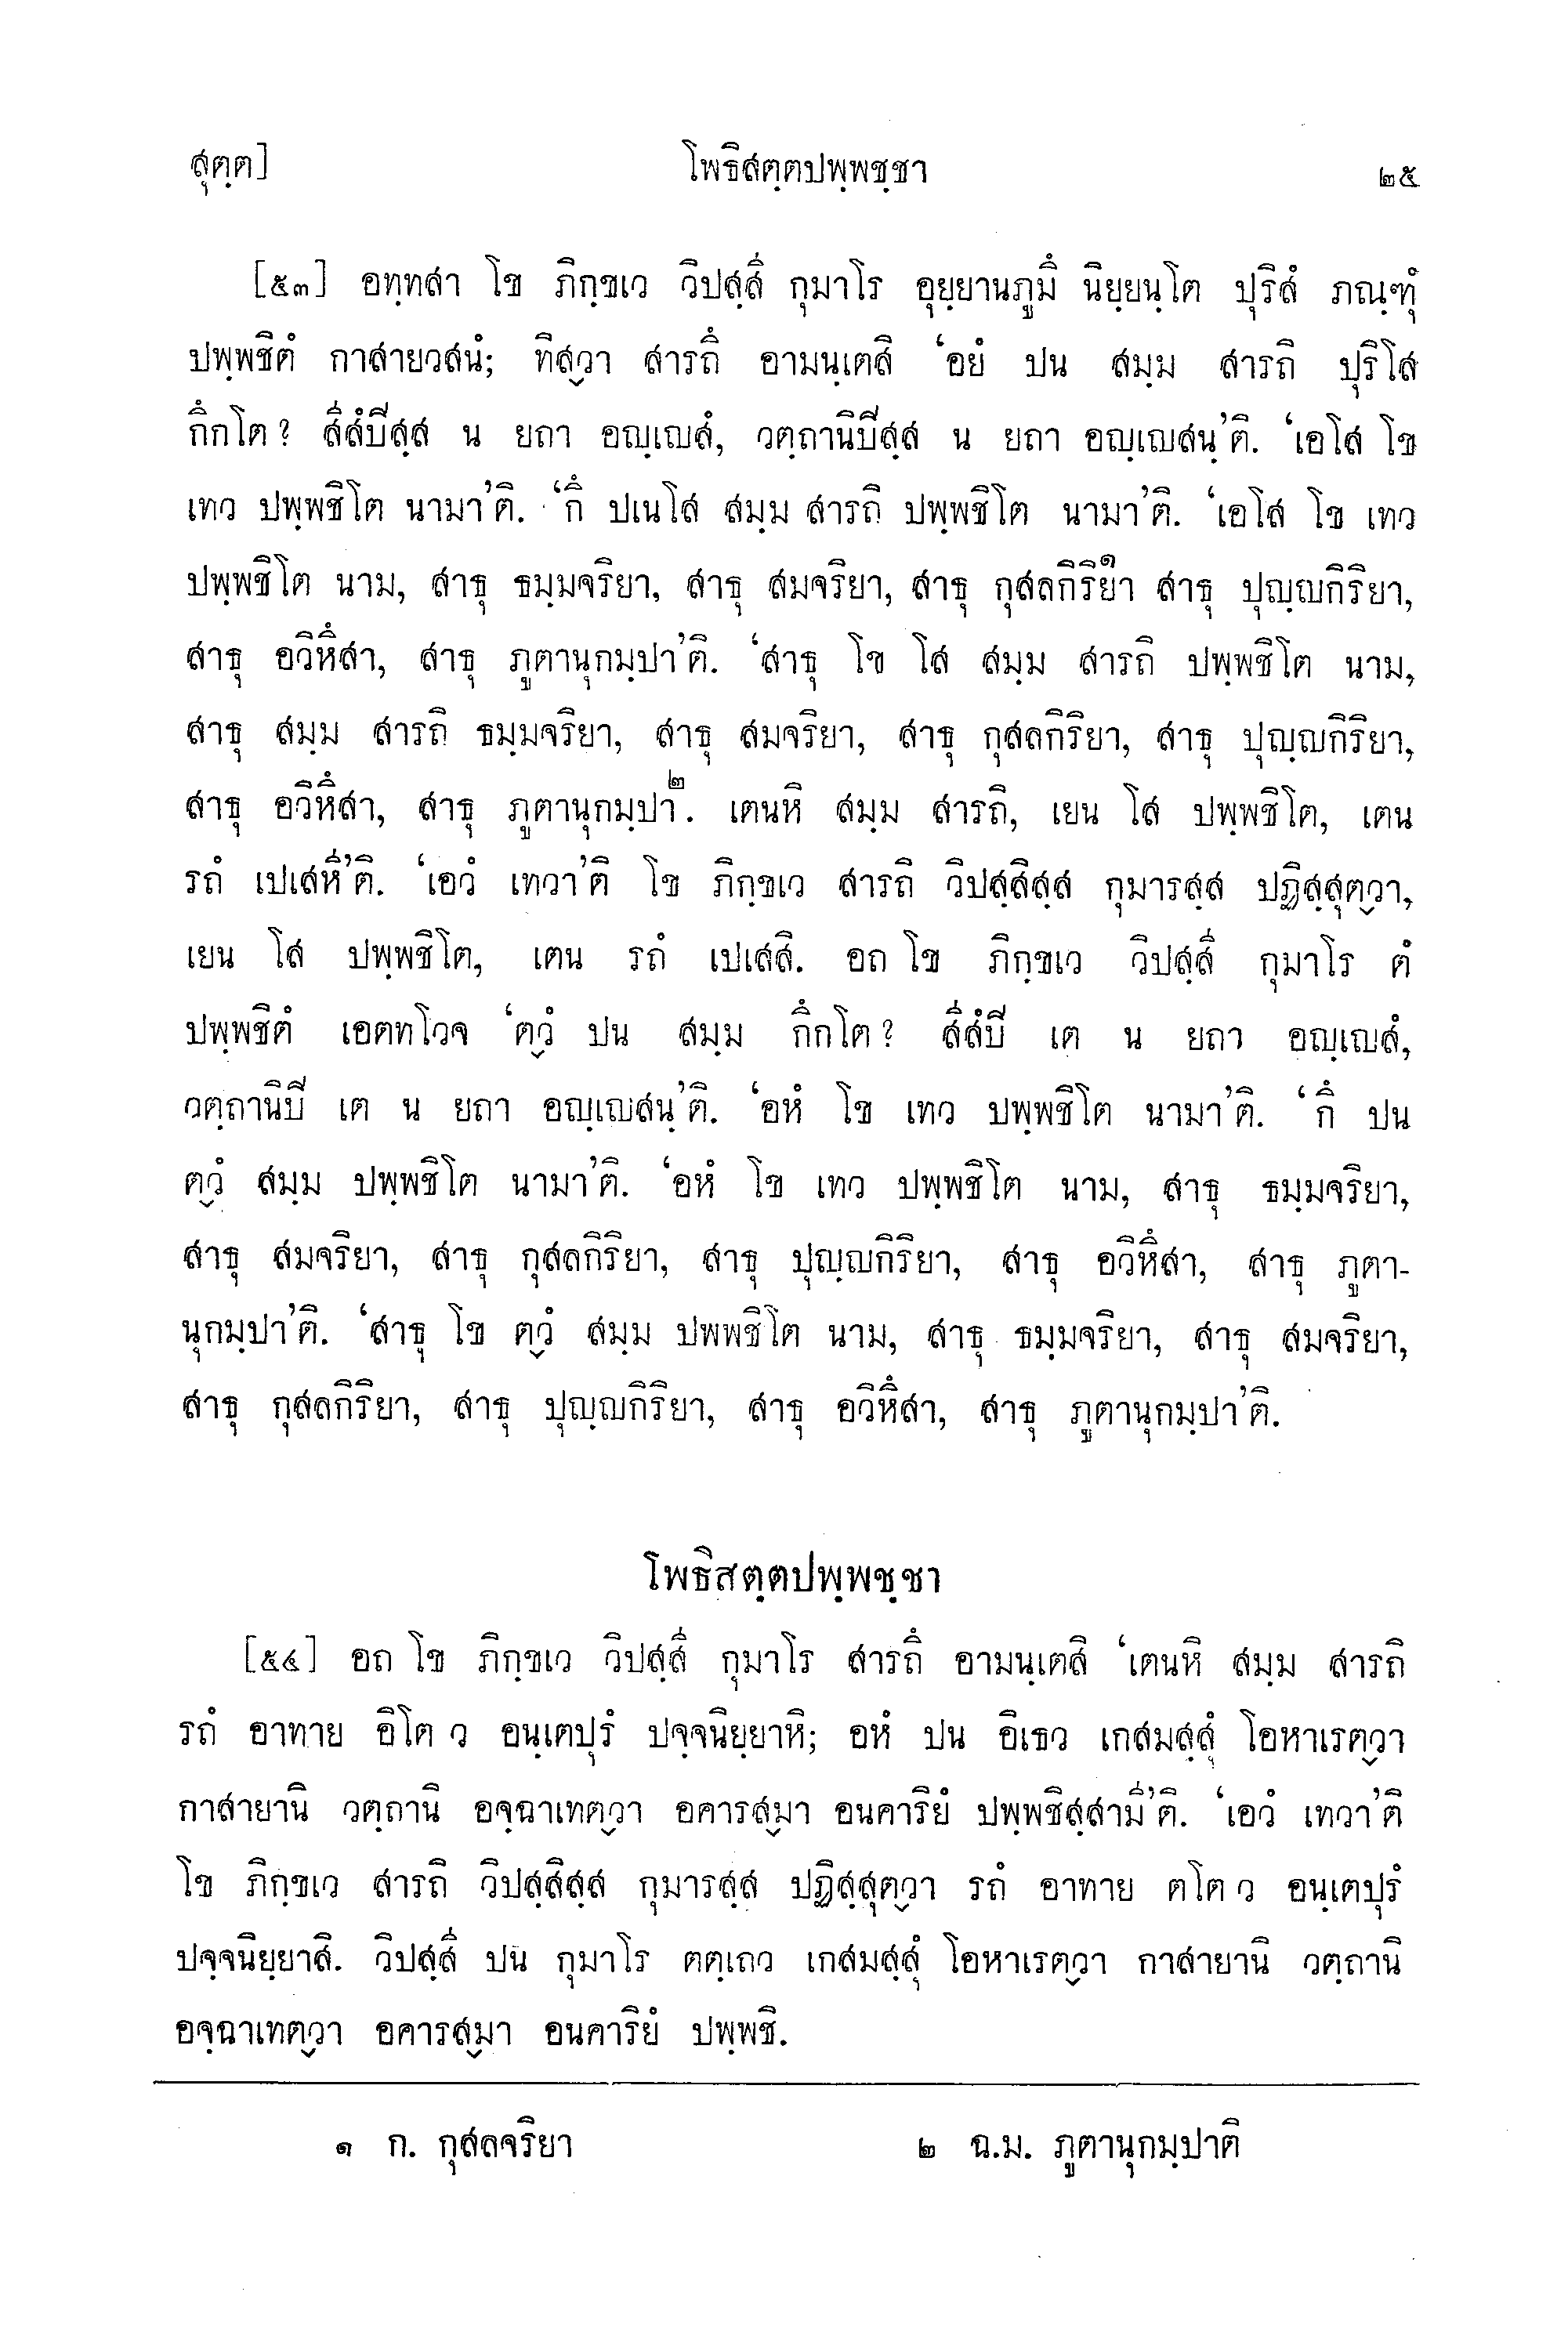 สุตฺต] โพธิสตฺตปพฺพชฺชา ๒๕
[๕๓] อทฺทสา โข ภิกฺขเว วิปสฺสี กุมาโร อุยฺยานภูมึ นิยฺยนฺโต ปุริสํ ภณฺฑุํ
ปพฺพชิตํ กาสายวสนํ; ทิสฺวา สารถึ อามนฺเตสิ ‘อยํ ปน สมฺม สารถิ ปุริโส
กึกโต? สีสํปิสฺส น ยถา อญฺเญสํ, วตฺถานิปิสฺส น ยถา อญฺเญสนฺ’ติ. ‘เอโส โข
เทว ปพฺพชิโต นามา’ติ. ‘กึ ปเนโส สมฺม สารถิ ปพฺพชิโต นามา’ติ. ‘เอโส โข เทว
ปพฺพชิโต นาม, สาธุ ธมฺมจริยา, สาธุ สมจริยา, สาธุ กุสลกิริยา๑ สาธุ ปุญฺญกิริยา,
สาธุ อวิหึสา, สาธุ ภูตานุกมฺปา’ติ. ‘สาธุ โข โส สมฺม สารถิ ปพฺพชิโต นาม,
สาธุ สมฺม สารถิ ธมฺมจริยา, สาธุ สมจริยา, สาธุ กุสลกิริยา, สาธุ ปุญฺญกิริยา,
สาธุ อวิหึสา, สาธุ ภูตานุกมฺปา๒. เตนหิ สมฺม สารถิ, เยน โส ปพฺพชิโต, เตน
รถํ เปเสหี’ติ. ‘เอวํ เทวา’ติ โข ภิกฺขเว สารถิ วิปสฺสิสฺส กุมารสฺส ปฏิสฺสุตฺวา,
เยน โส ปพฺพชิโต, เตน รถํ เปเสสิ. อถ โข ภิกฺขเว วิปสฺสี กุมาโร ตํ
ปพฺพชิตํ เอตทโวจ ‘ตฺวํ ปน สมฺม กึกโต? สีสํปิ เต น ยถา อญฺเญสํ,
วตฺถานิปิ เต น ยถา อญฺเญสนฺ’ติ. ‘อหํ โข เทว ปพฺพชิโต นามา’ติ. ‘กึ ปน
ตฺวํ สมฺม ปพฺพชิโต นามา’ติ. ‘อหํ โข เทว ปพฺพชิโต นาม, สาธุ ธมฺมจริยา,
สาธุ สมจริยา, สาธุ กุสลกิริยา, สาธุ ปุญฺญกิริยา, สาธุ อวิหึสา, สาธุ ภูตา-
นุกมฺปา’ติ. ‘สาธุ โข ตฺวํ สมฺม ปพพชิโต นาม, สาธุ ธมฺมจริยา, สาธุ สมจริยา,
สาธุ กุสลกิริยา, สาธุ ปุญฺญกิริยา, สาธุ อวิหึสา, สาธุ ภูตานุกมฺปา’ติ.
โพธิสตฺตปพฺพชฺชา
[๕๔] อถ โข ภิกฺขเว วิปสฺสี กุมาโร สารถึ อามนฺเตสิ ‘เตนหิ สมฺม สารถิ
รถํ อาทาย อิโต ว อนฺเตปุรํ ปจฺจนิยฺยาหิ; อหํ ปน อิเธว เกสมสฺสุํ โอหาเรตฺวา
กาสายานิ วตฺถานิ อจฺฉาเทตฺวา อคารสฺมา อนคาริยํ ปพฺพชิสฺสามี’ติ. ‘เอวํ เทวา’ติ
โข ภิกฺขเว สารถิ วิปสฺสิสฺส กุมารสฺส ปฏิสฺสุตฺวา รถํ อาทาย ตโต ว อนฺเตปุรํ
ปจฺจนิยฺยาสิ. วิปสฺสี ปน กุมาโร ตตฺเถว เกสมสฺสุํ โอหาเรตฺวา กาสายานิ วตฺถานิ
อจฺฉาเทตฺวา อคารสฺมา อนคาริยํ ปพฺพชิ.
๑ ก. กุสลจริยา ๒ ฉ.ม. ภูตานุกมฺปาติ